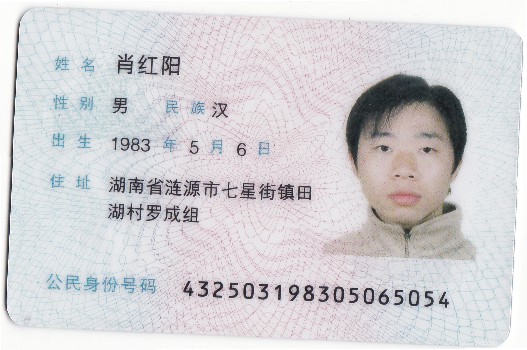 姓名 肖红阳
性别 男 民族 汉
出生 1983 年 5 月 6 日
住址 湖南省涟源市七星街镇田
湖村罗成组
公民身份号码 432503198305065054